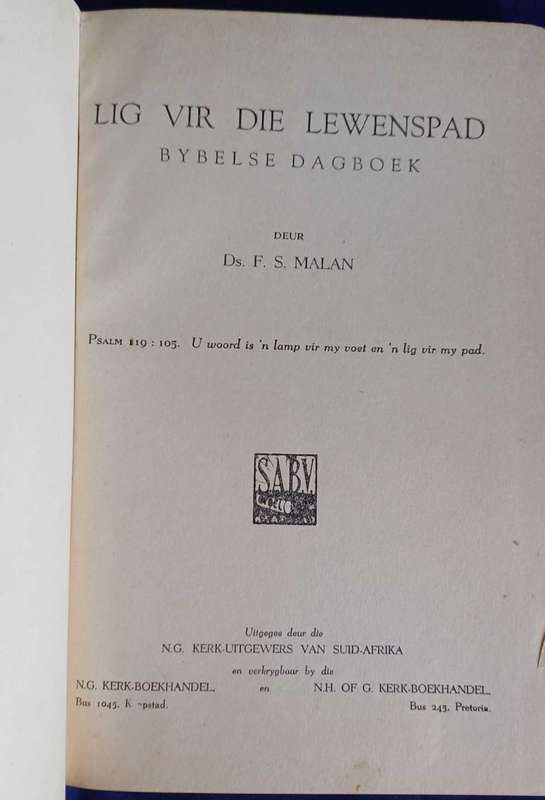 LIG VIR DIE LEWENSPAD
BYBELSE DAGBOEK
DEUR
Ds. F. S. MALAN
PSALM 119 : 105. U woord is 'n lamp vir my voet en 'n lig vir my pad.
S.A.B.V.
Uitgegee deur die
N.G. KERK-UITGEWERS VAN SUID-AFRIKA
en verkrygbaar by die
N.G. KERK-BOEKHANDEL, en N.H. OF G. KERK-BOEKHANDEL,
Bus 1045, K pstad. Bus 245, Pretoria.